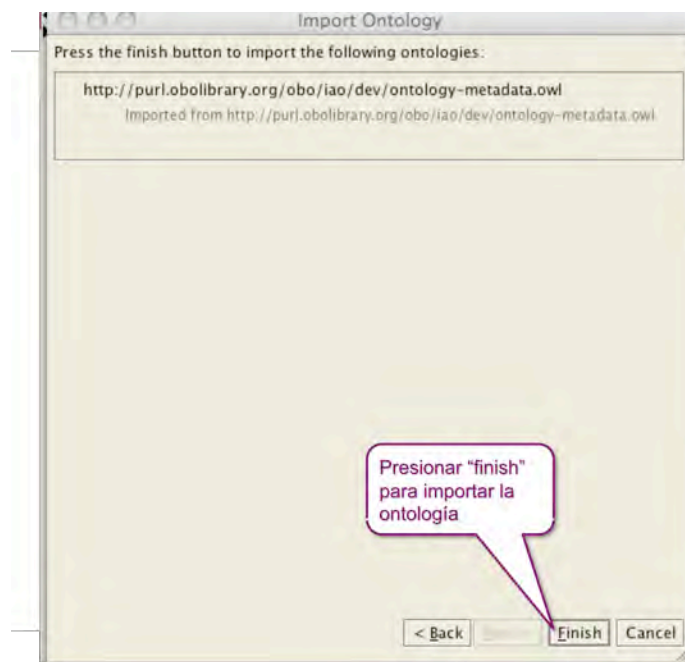 Import Ontology
Press the finish button to import the following ontologies:
http://purl.obolibrary.org/obo/iao/dev/ontology-metadata.owl
Imported from http://purl.obolibrary.org/obo/iao/dev/ontology-metadata.owl
Presionar “finish”
para importar la
ontología
< Back Finish Cancel